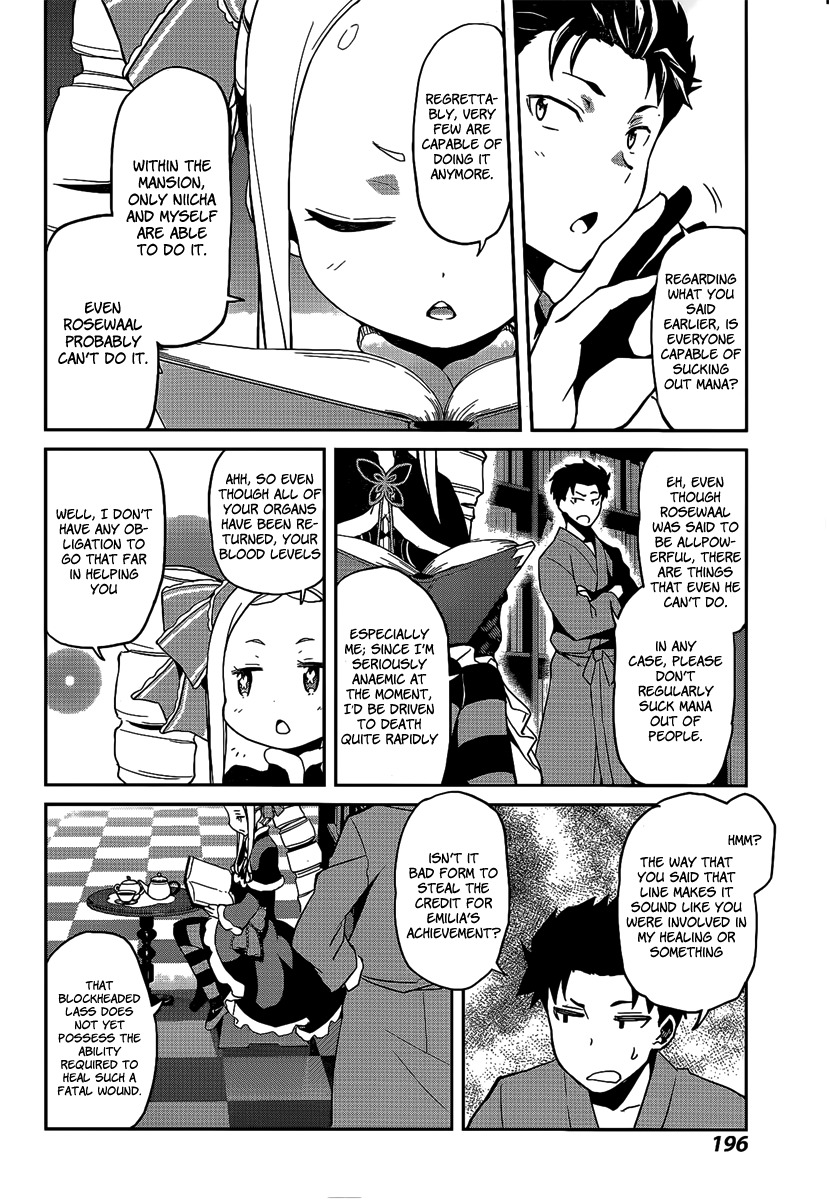 REGARDING
WHAT YOU
SAID
EARLIER, IS
EVERYONE
CAPABLE OF
SUCKING
OUT MANA?
REGRETTA-
BLY, VERY
FEW ARE
CAPABLE OF
DOING IT
ANYMORE.
WITHIN THE
MANSION,
ONLY NIICHA
AND MYSELF
ARE ABLE
TO DO IT.
EVEN
ROSEWAAL
PROBABLY
CAN'T DO IT.
EH, EVEN
THOUGH
ROSEWAAL
WAS SAID TO
BE ALLPOW-
ERFUL, THERE
ARE THINGS
THAT EVEN HE
CAN'T DO.
IN ANY
CASE, PLEASE
DON'T
REGULARLY
SUCK MANA
OUT OF
PEOPLE.
ESPECIALLY
ME; SINCE I'M
SERIOUSLY
ANAEMIC AT
THE MOMENT,
I'D BE DRIVEN
TO DEATH
QUITE RAPIDLY
AHH, SO EVEN
THOUGH ALL OF
YOUR ORGANS
HAVE BEEN RE-
TURNED, YOUR
BLOOD LEVELS
WELL, I DON'T
HAVE ANY OB-
LIGATION TO
GO THAT FAR
IN HELPING
YOU
HMM?
THE WAY THAT
YOU SAID THAT
LINE MAKES IT
SOUND LIKE YOU
WERE INVOLVED IN
MY HEALING OR
SOMETHING
ISN'T IT
BAD FORM TO
STEAL THE
CREDIT FOR
EMILIA'S
ACHIEVEMENT?
THAT
BLOCKHEADED
LASS DOES
NOT YET
POSSESS THE
ABILITY
REQUIRED TO
HEAL SUCH A
FATAL WOUND.
196